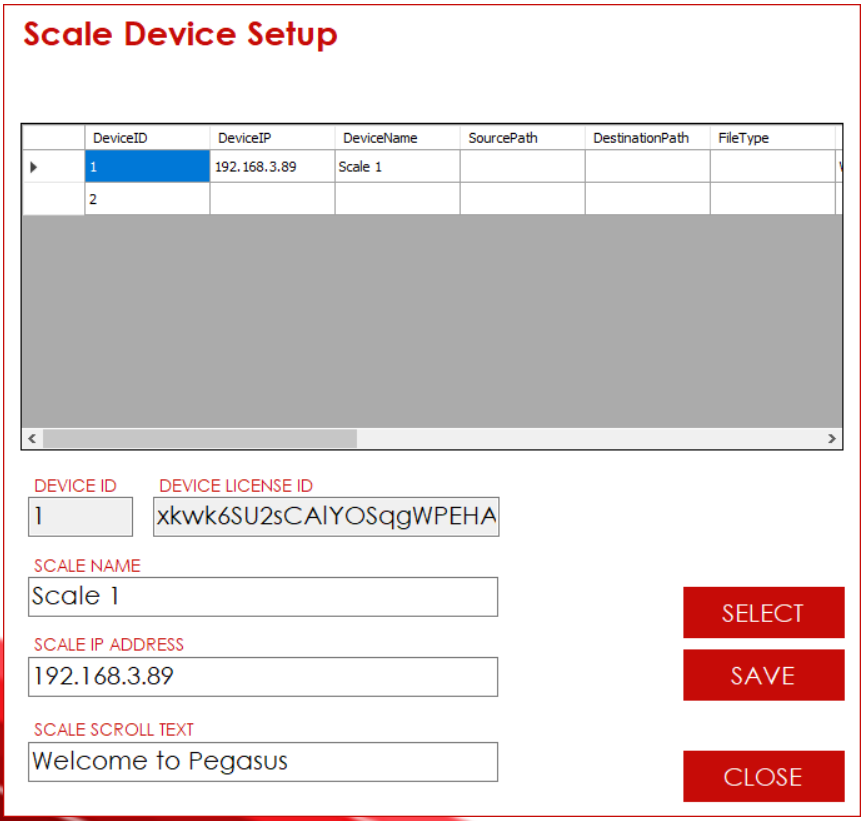 Scale Device Setup
DeviceID DeviceIP DeviceName SourcePath DestinationPath FileType
1 192.168.3.89 Scale 1
2
DEVICE ID DEVICE LICENSE ID
1 xkwk6SU2sCAlYOSqgWPEHA
SCALE NAME
Scale 1
SELECT
SCALE IP ADDRESS
192.168.3.89
SAVE
SCALE SCROLL TEXT
Welcome to Pegasus
CLOSE